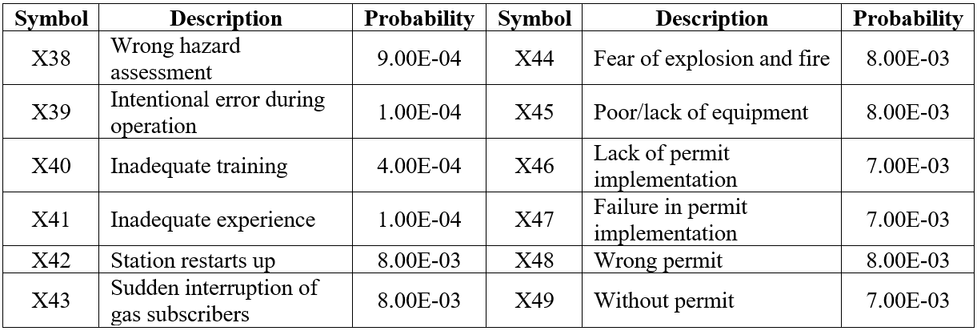 Symbol Description Probability Symbol Description Probability
X38 Wrong hazard assessment 9.00E-04 X44 Fear of explosion and fire 8.00E-03
X39 Intentional error during operation 1.00E-04 X45 Poor/lack of equipment 8.00E-03
X40 Inadequate training 4.00E-04 X46 Lack of permit implementation 7.00E-03
X41 Inadequate experience 1.00E-04 X47 Failure in permit implementation 7.00E-03
X42 Station restarts up 8.00E-03 X48 Wrong permit 8.00E-03
X43 Sudden interruption of gas subscribers 8.00E-03 X49 Without permit 7.00E-03